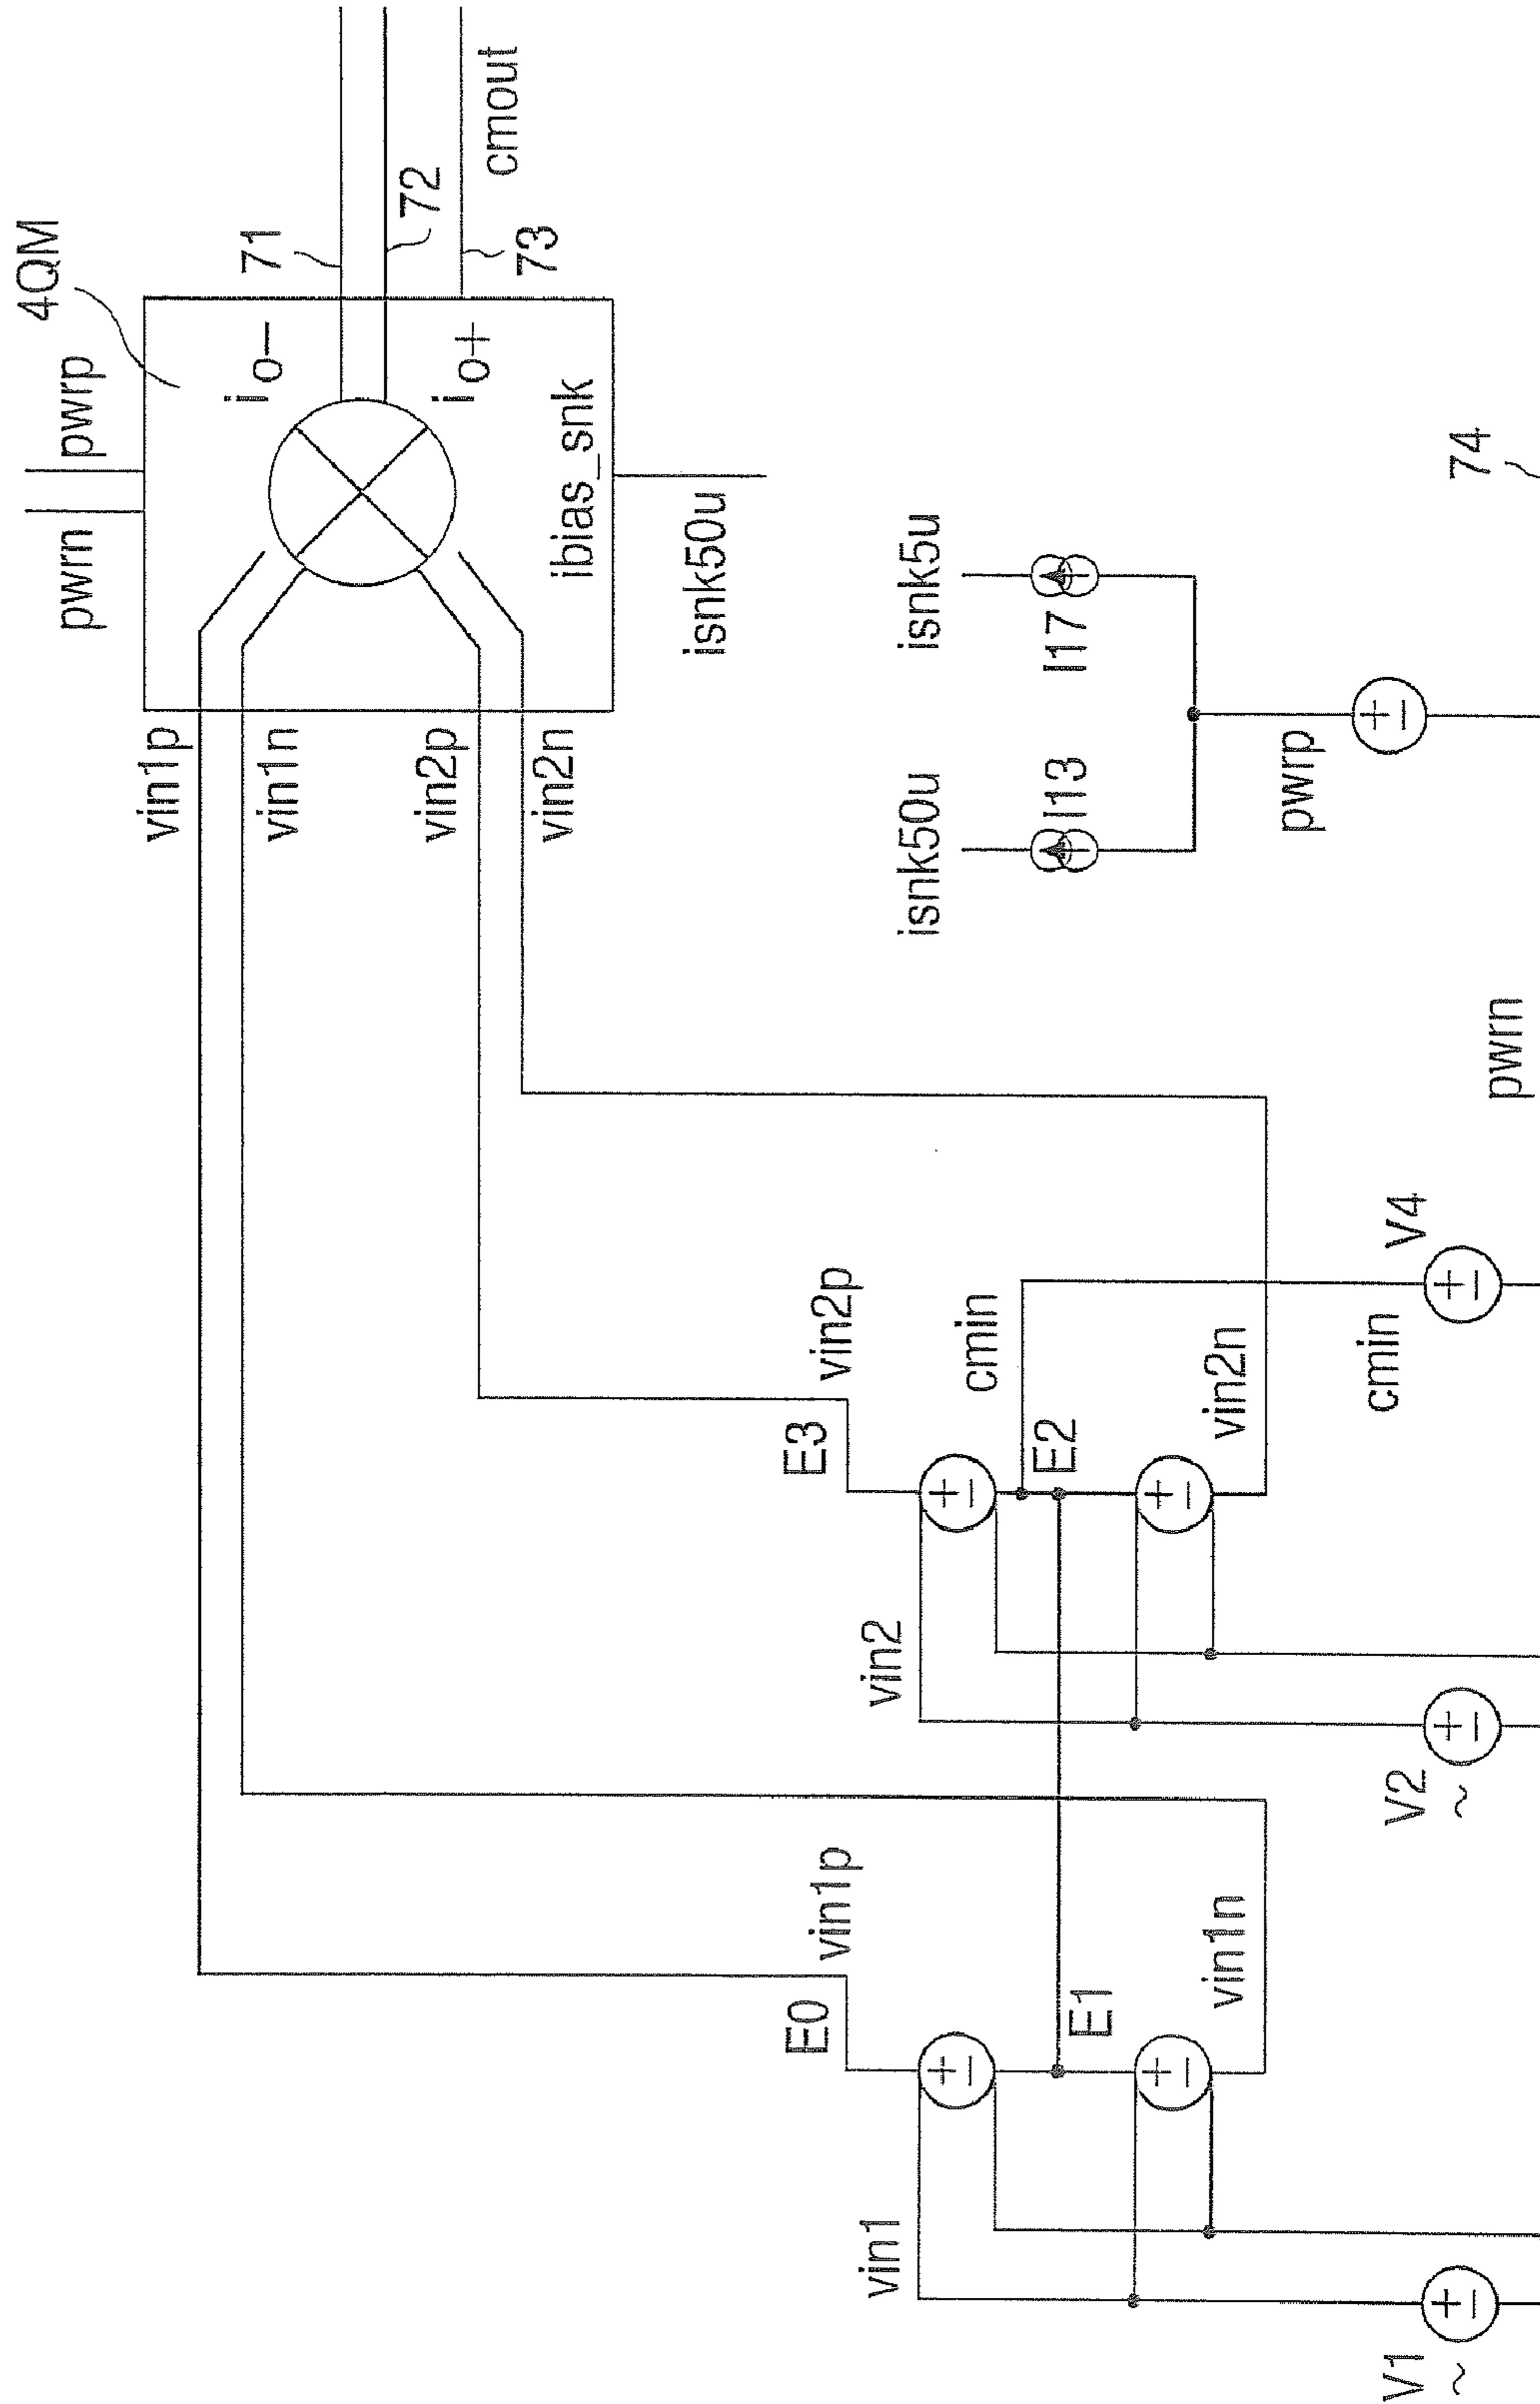 4QM
pwrn
pwrp
71
72
cmout
73
io−
io+
ibias_snk
vin1p
vin1n
vin2p
vin2n
isnk50u
isnk50u
isnk5u
I13
I17
pwrp
74
pwrn
E3
vin2p
cmin
E2
vin2n
vin2
cmin
V4
V2
~
E0
vin1p
E1
vin1n
vin1
V1
~